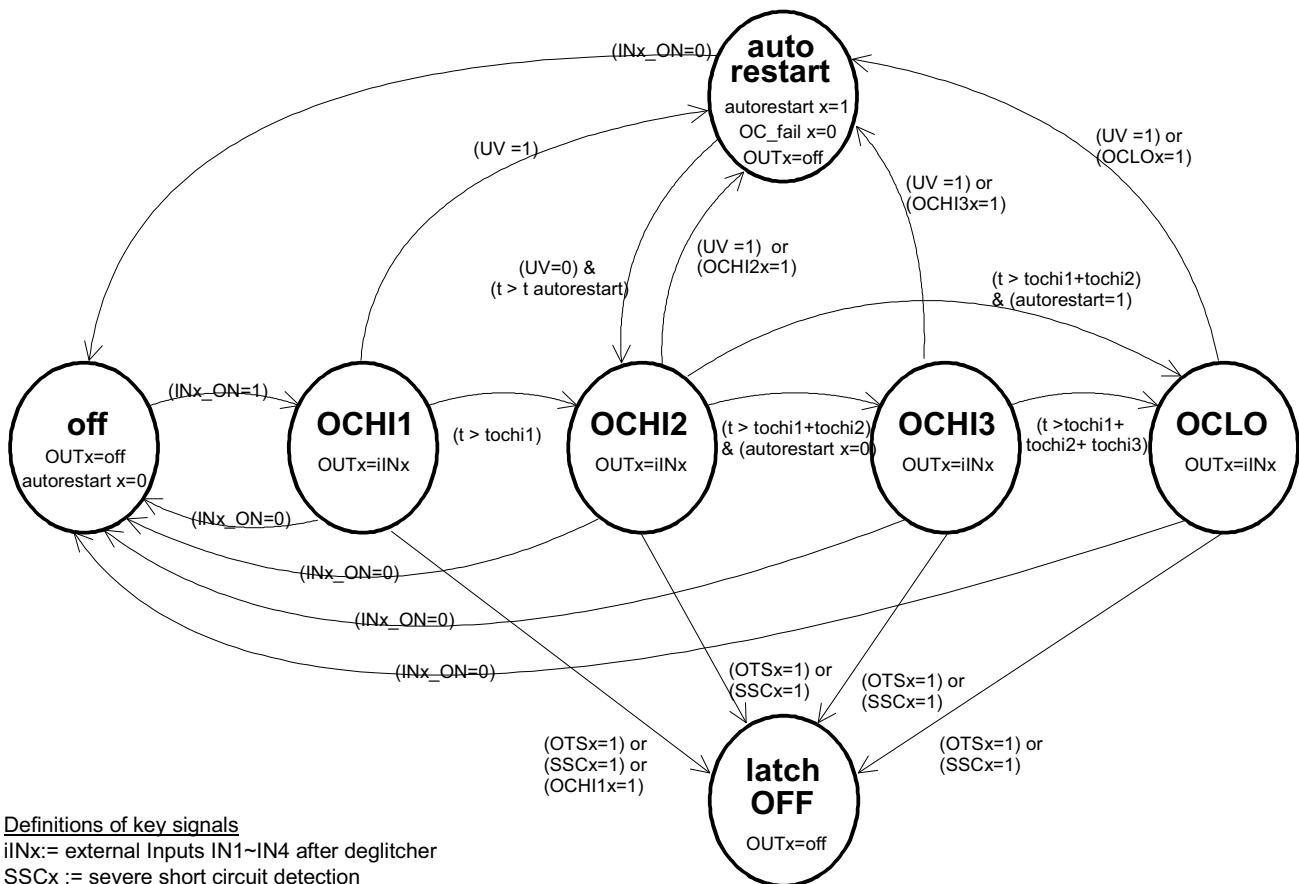 auto
restart
autorestart x=1
OC_fail x=0
OUTx=off
(INx_ON=0)
(UV =1)
(UV =1) or
(OCLOx=1)
(UV =1) or
(OCHI3x=1)
(UV =1) or
(OCHI2x=1)
(UV=0) &
(t > t autorestart)
(t > tochi1+tochi2)
& (autorestart=1)
off
OUTx=off
autorestart x=0
(INx_ON=1)
OCHI1
OUTx=iINx
(t > tochi1)
OCHI2
OUTx=iINx
(t > tochi1+tochi2)
& (autorestart x=0)
OCHI3
OUTx=iINx
(t >tochi1+
tochi2+ tochi3)
OCLO
OUTx=iINx
(INx_ON=0)
(INx_ON=0)
(INx_ON=0)
(INx_ON=0)
(OTSx=1) or
(SSCx=1) or
(OCHI1x=1)
(OTSx=1) or
(SSCx=1)
(OTSx=1) or
(SSCx=1)
(OTSx=1) or
(SSCx=1)
latch
OFF
OUTx=off
Definitions of key signals
iINx:= external Inputs IN1~IN4 after deglitcher
SSCx := severe short circuit detection